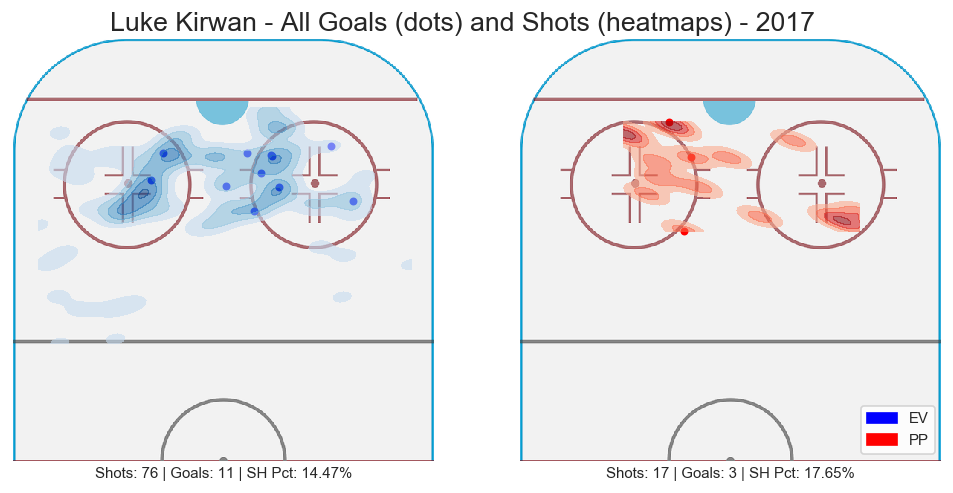 Luke Kirwan - All Goals (dots) and Shots (heatmaps) - 2017
EV
PP
Shots: 76 | Goals: 11 | SH Pct: 14.47%
Shots: 17 | Goals: 3 | SH Pct: 17.65%